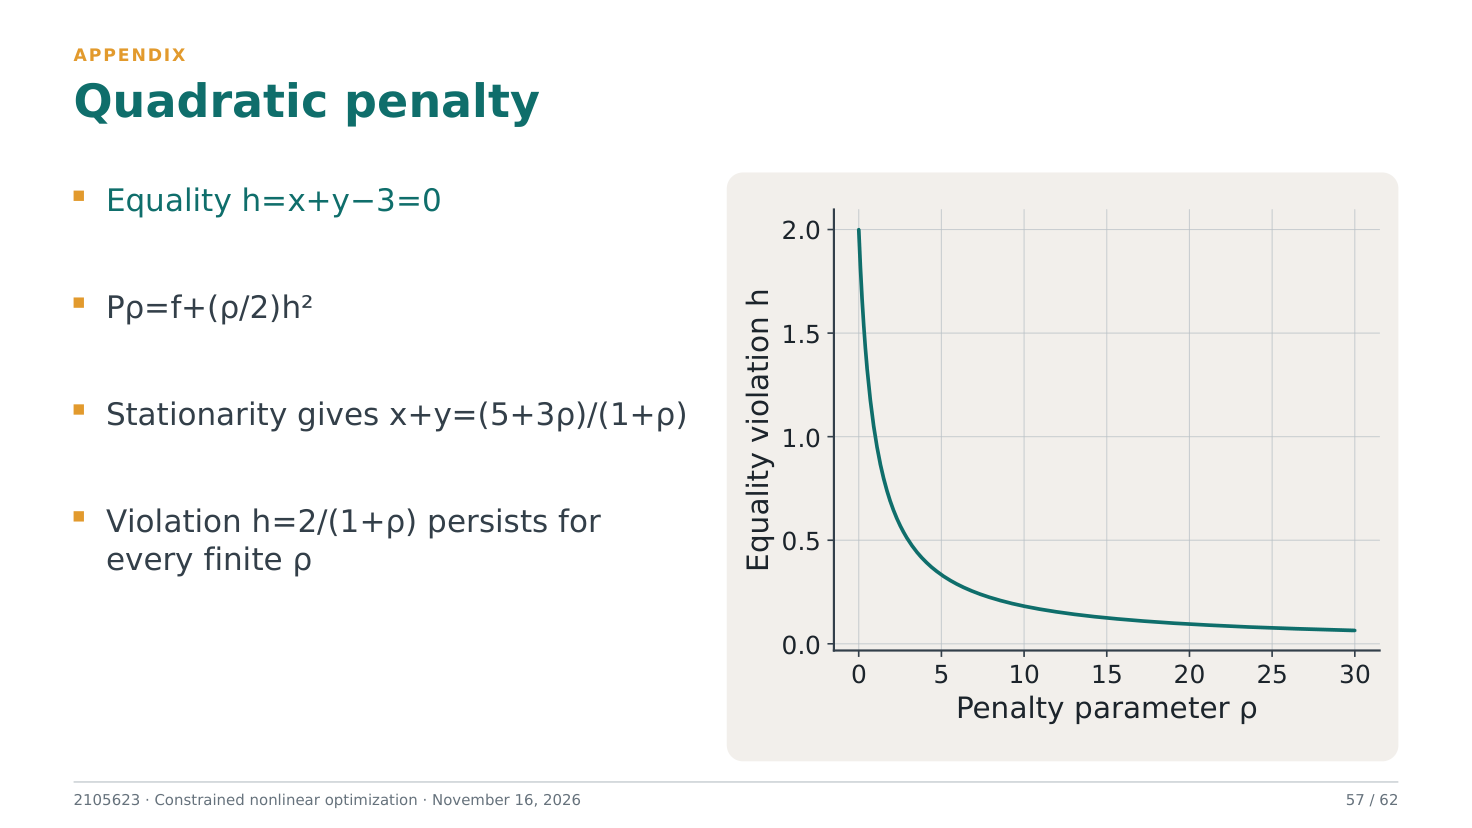 APPENDIX
Quadratic penalty
Equality h=x+y−3=0
Pρ=f+(ρ/2)h²
Stationarity gives x+y=(5+3ρ)/(1+ρ)
Violation h=2/(1+ρ) persists for
every finite ρ
Equality violation h
2.0
1.5
1.0
0.5
0.0
0 5 10 15 20 25 30
Penalty parameter ρ
2105623 · Constrained nonlinear optimization · November 16, 2026
57 / 62